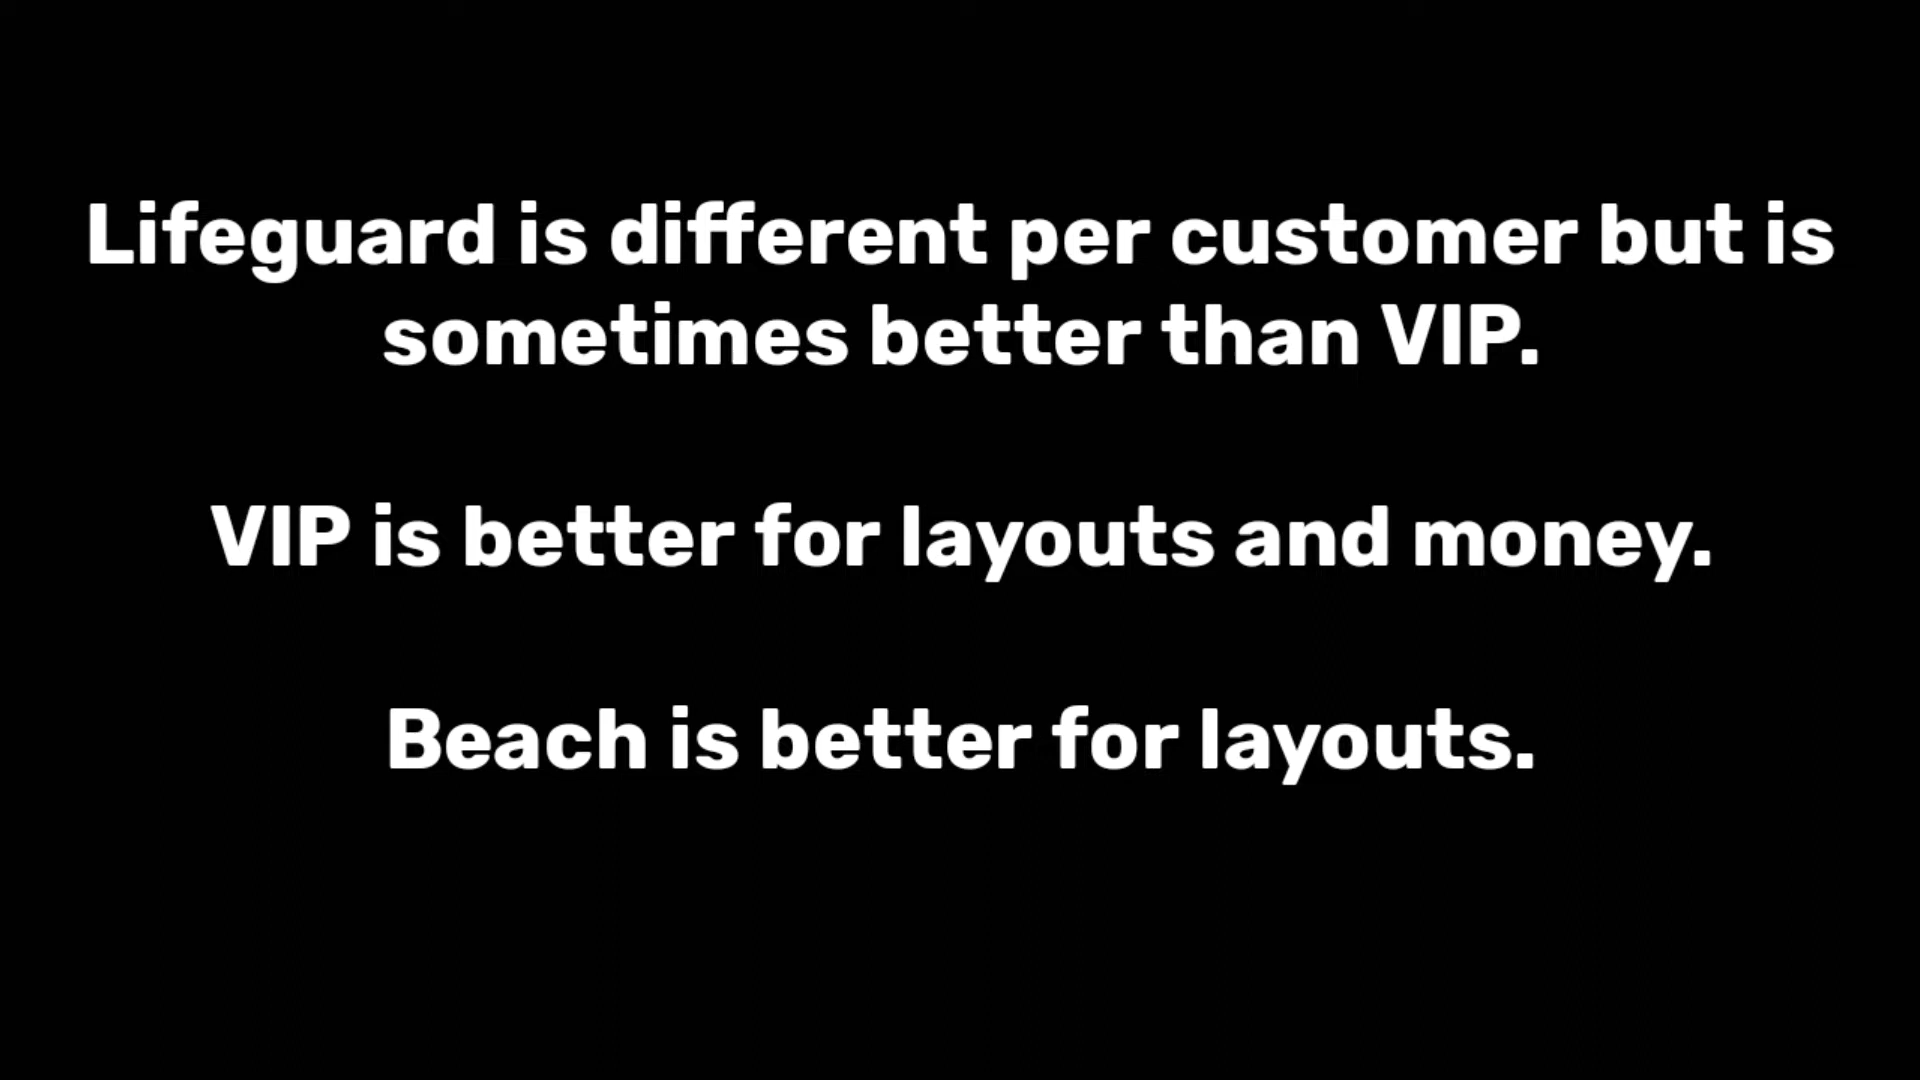 Lifeguard is different per customer but is
sometimes better than VIP.
VIP is better for layouts and money.
Beach is better for layouts.